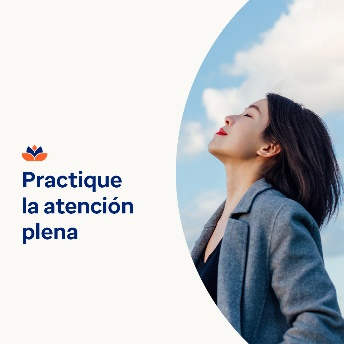 Practique
la atención
plena